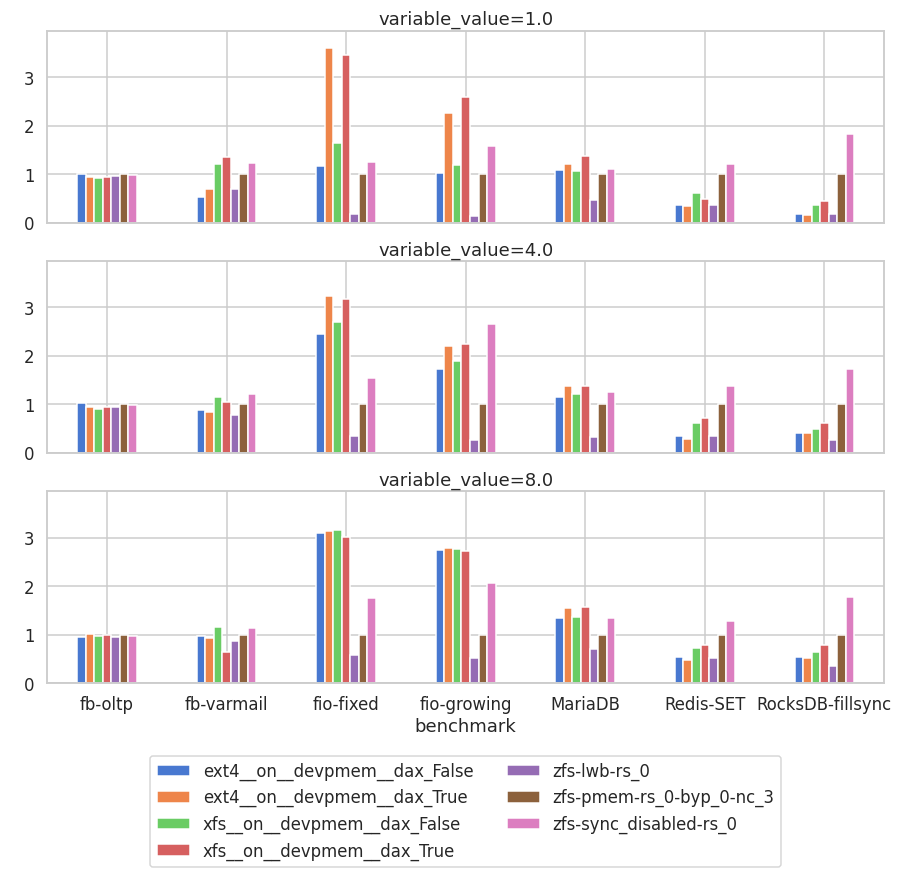 variable_value=1.0
3
2
1
0
variable_value=4.0
3
2
1
0
variable_value=8.0
3
2
1
0
fb-oltp fb-varmail fio-fixed fio-growing MariaDB Redis-SET RocksDB-fillsync
benchmark
ext4__on__devpmem__dax_False
ext4__on__devpmem__dax_True
xfs__on__devpmem__dax_False
xfs__on__devpmem__dax_True
zfs-lwb-rs_0
zfs-pmem-rs_0-byp_0-nc_3
zfs-sync_disabled-rs_0